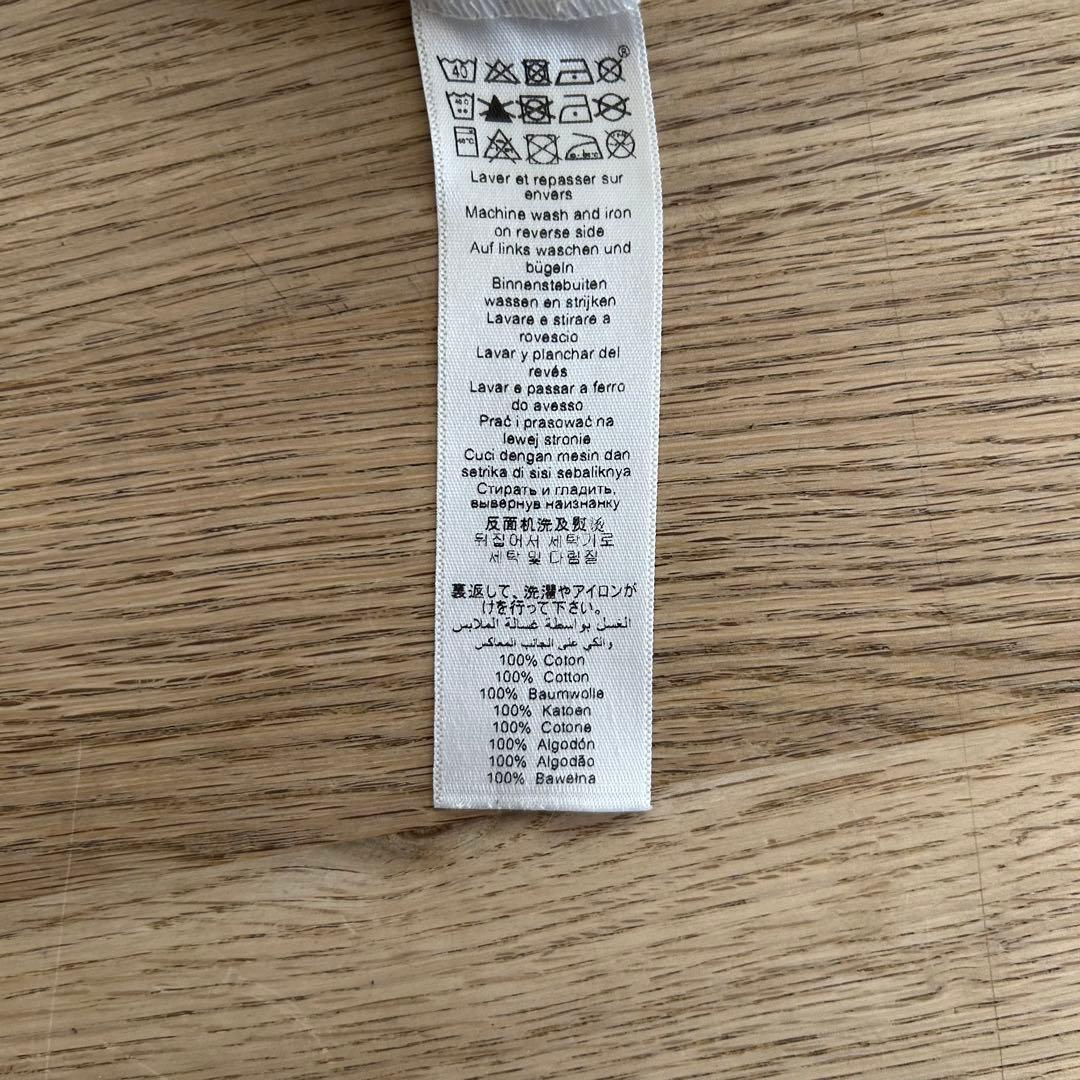 40
®
Laver et repasser sur
envers
Machine wash and iron
on reverse side
Auf links waschen und
bügeln
Binnenstebuiten
wassen en strijken
Lavare e stirare a
rovescio
Lavar y planchar del
revés
Lavar e passar a ferro
do avesso
Prać i prasować na
lewej stronie
Cuci dengan mesin dan
setrika di sisi sebaliknya
Стирать и гладить,
вывернув наизнанку
反面机洗及熨烫
뒤집어서 세탁기로
세탁 및 다림질
裏返して、洗濯やアイロンが
けを行って下さい。
الغسل بواسطة غسالة الملابس
والكي على الجانب المعاكس
100% Coton
100% Cotton
100% Baumwolle
100% Katoen
100% Cotone
100% Algodón
100% Algodão
100% Bawełna